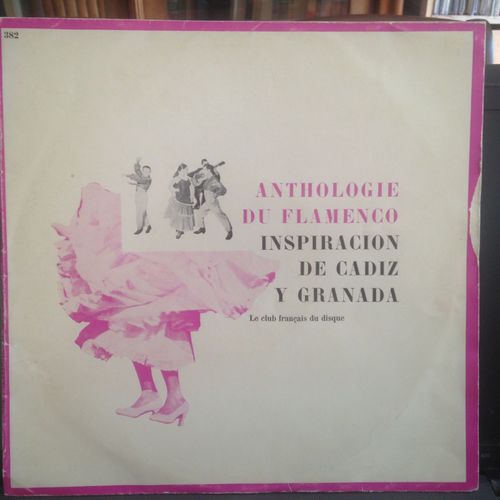 382
ANTHOLOGIE
DU FLAMENCO
INSPIRACION
DE CADIZ
Y GRANADA
Le club français du disque